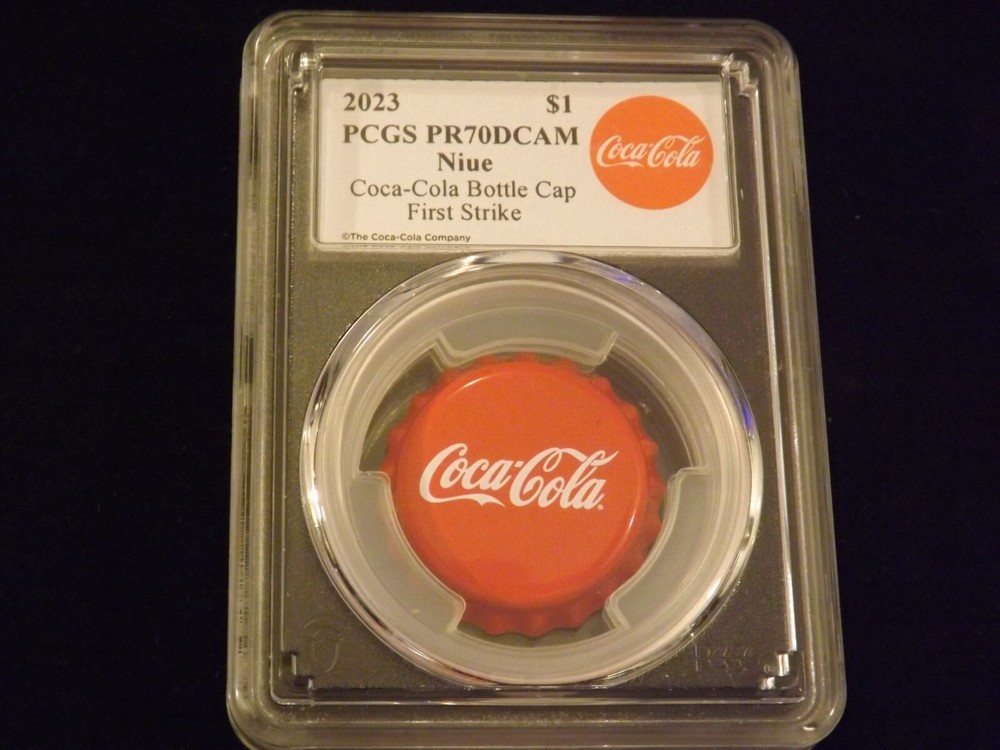 2023 $1
PCGS PR70DCAM
Niue
Coca-Cola Bottle Cap
First Strike
©The Coca-Cola Company
Coca-Cola
Coca-Cola